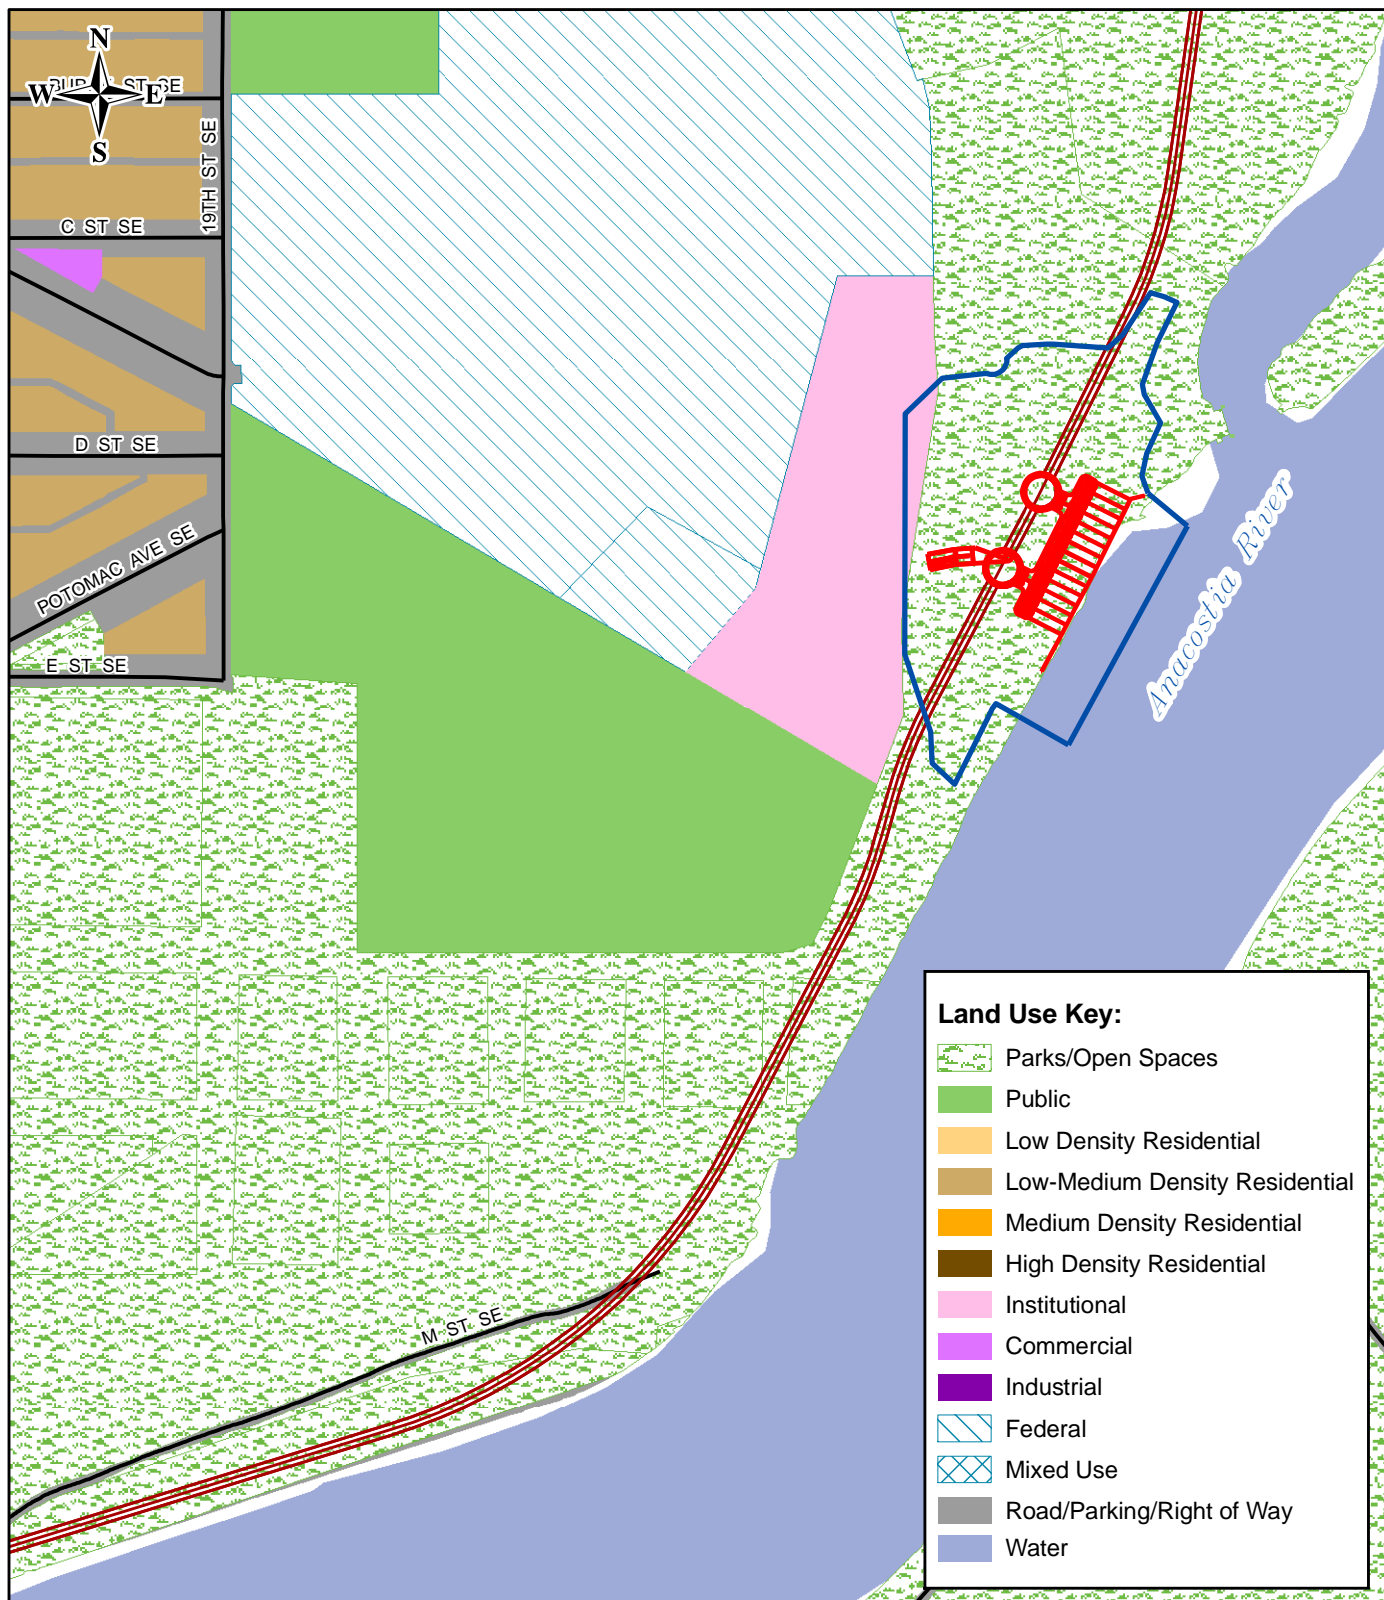 N
W E
S
ST SE
19TH ST SE
C ST SE
D ST SE
POTOMAC AVE SE
E ST SE
Anacostia River
M ST SE
Land Use Key:
Parks/Open Spaces
Public
Low Density Residential
Low-Medium Density Residential
Medium Density Residential
High Density Residential
Institutional
Commercial
Industrial
Federal
Mixed Use
Road/Parking/Right of Way
Water